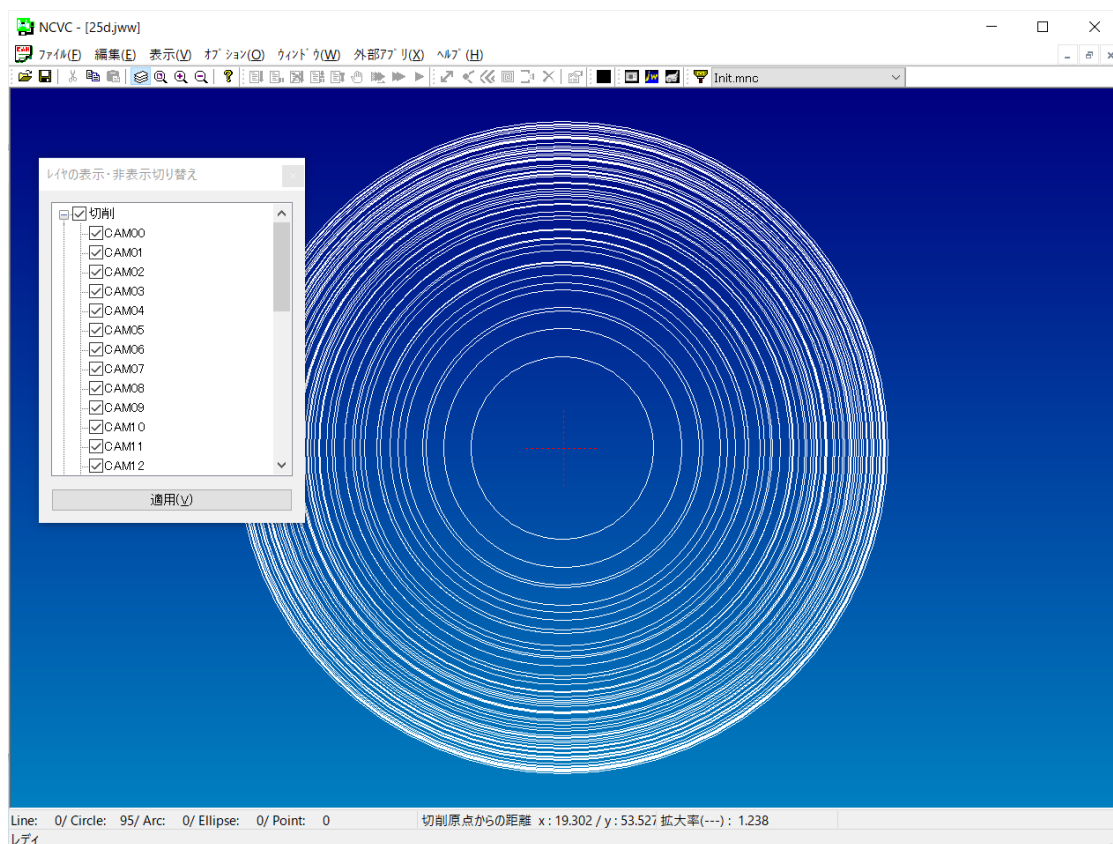 NCVC - [25d.jww]
ﾌｧｲﾙ(F) 編集(E) 表示(V) ｵﾌﾟｼｮﾝ(O) ｳｨﾝﾄﾞｳ(W) 外部ｱﾌﾟﾘ(X) ﾍﾙﾌﾟ(H)
Init.mnc
ﾚｲﾔの表示・非表示切り替え
切削
CAM00
CAM01
CAM02
CAM03
CAM04
CAM05
CAM06
CAM07
CAM08
CAM09
CAM10
CAM11
CAM12
適用(V)
Line: 0/ Circle: 95/ Arc: 0/ Ellipse: 0/ Point: 0 切削原点からの距離 x : 19.302 / y : 53.527 拡大率(---) : 1.238
ﾚﾃﾞｨ